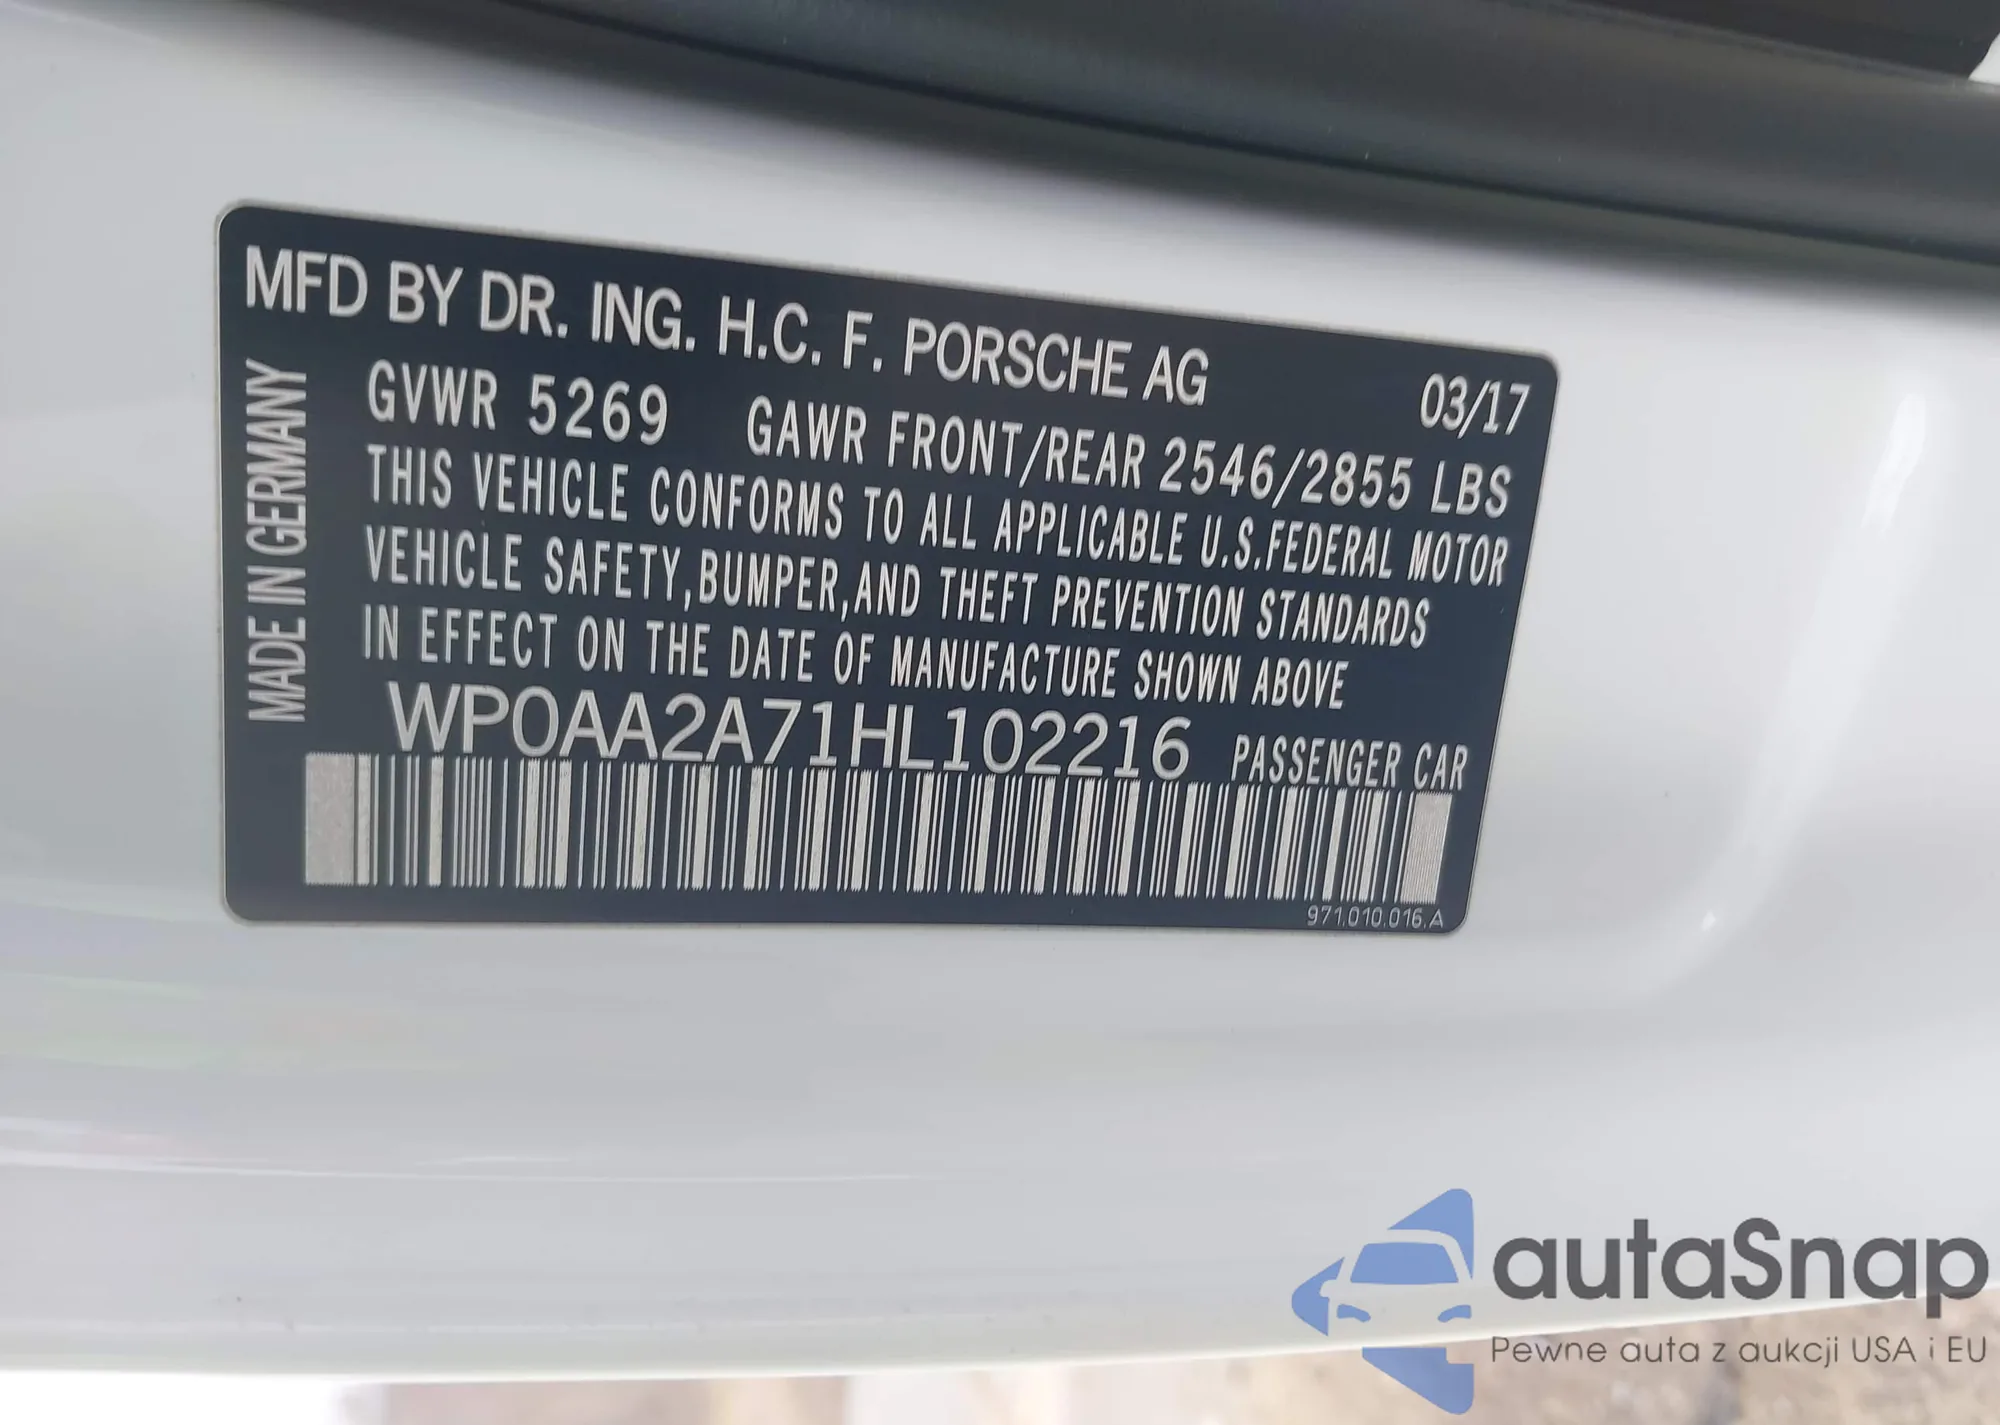 MFD BY DR. ING. H.C. F. PORSCHE AG 03/17
GVWR 5269 GAWR FRONT/REAR 2546/2855 LBS
THIS VEHICLE CONFORMS TO ALL APPLICABLE U.S.FEDERAL MOTOR
VEHICLE SAFETY,BUMPER,AND THEFT PREVENTION STANDARDS
IN EFFECT ON THE DATE OF MANUFACTURE SHOWN ABOVE
WP0AA2A71HL102216 PASSENGER CAR
MADE IN GERMANY
971.010.016.A
autaSnap
Pewne auta z aukcji USA i EU